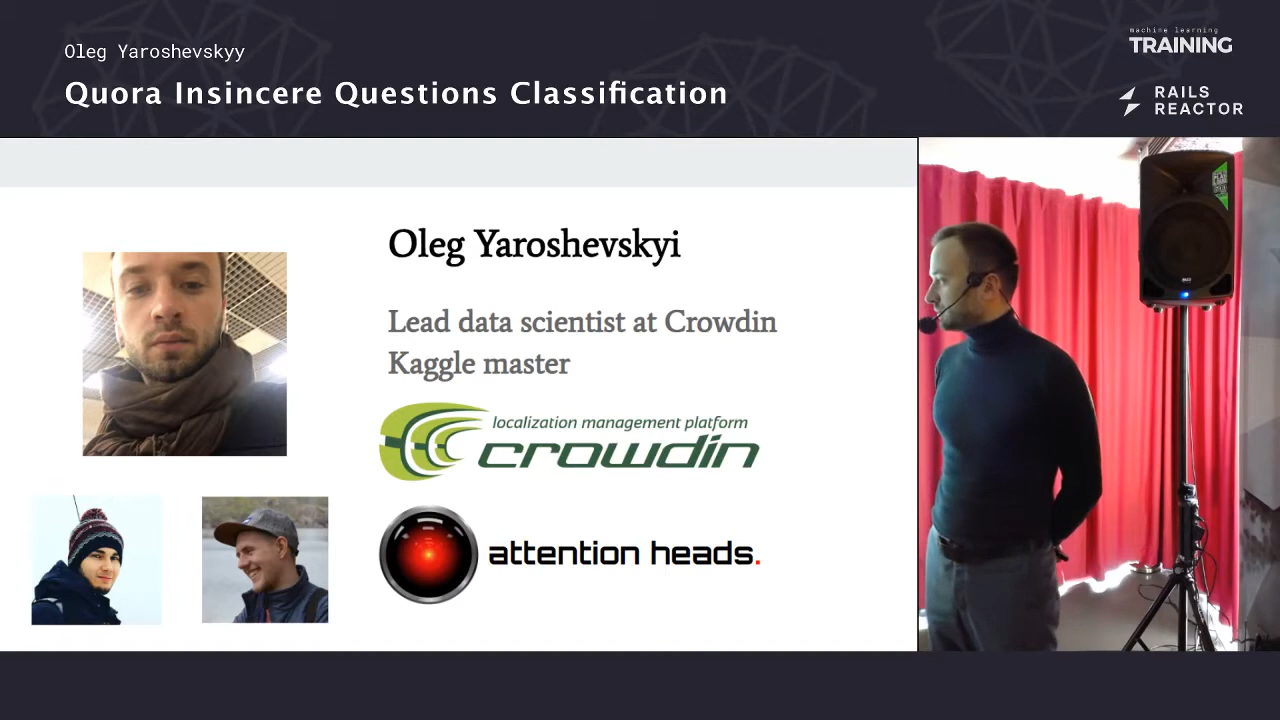 Oleg Yaroshevskyy
Quora Insincere Questions Classification
machine learning
TRAINING
RAILS
REACTOR
Oleg Yaroshevskyi
Lead data scientist at Crowdin
Kaggle master
localization management platform
crowdin
attention heads.